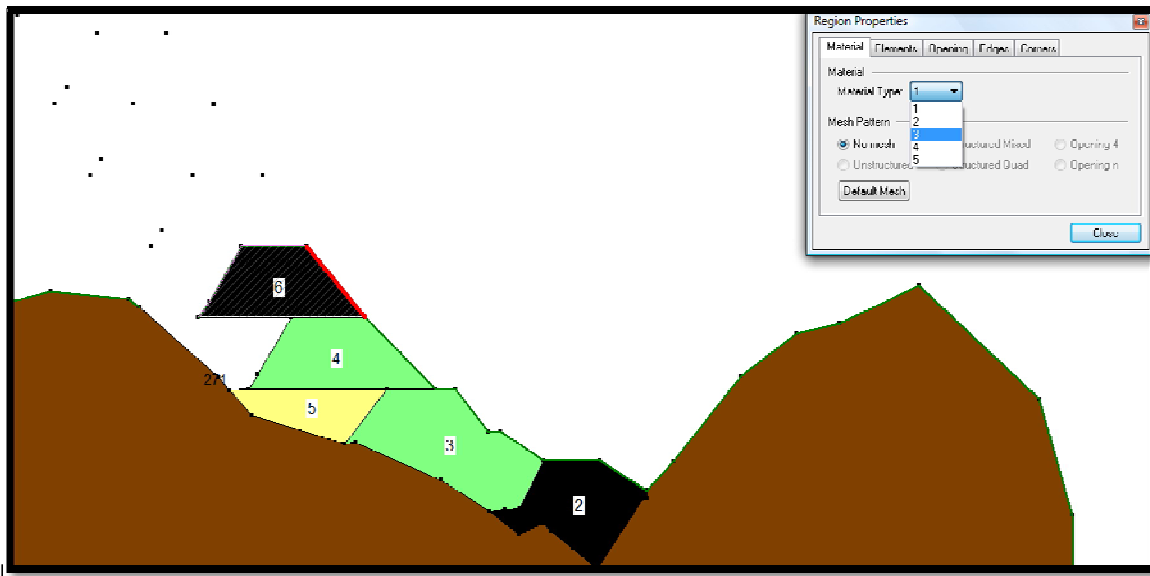 Region Properties
Material Elements Opening Edges Corners
Material
Material Type: 1
1
2
Mesh Pattern
3
No mesh uctured Mixed Opening 4
4
Unstructured Structured Quad Opening n
5
Default Mesh
Close
6
4
271
5
3
2